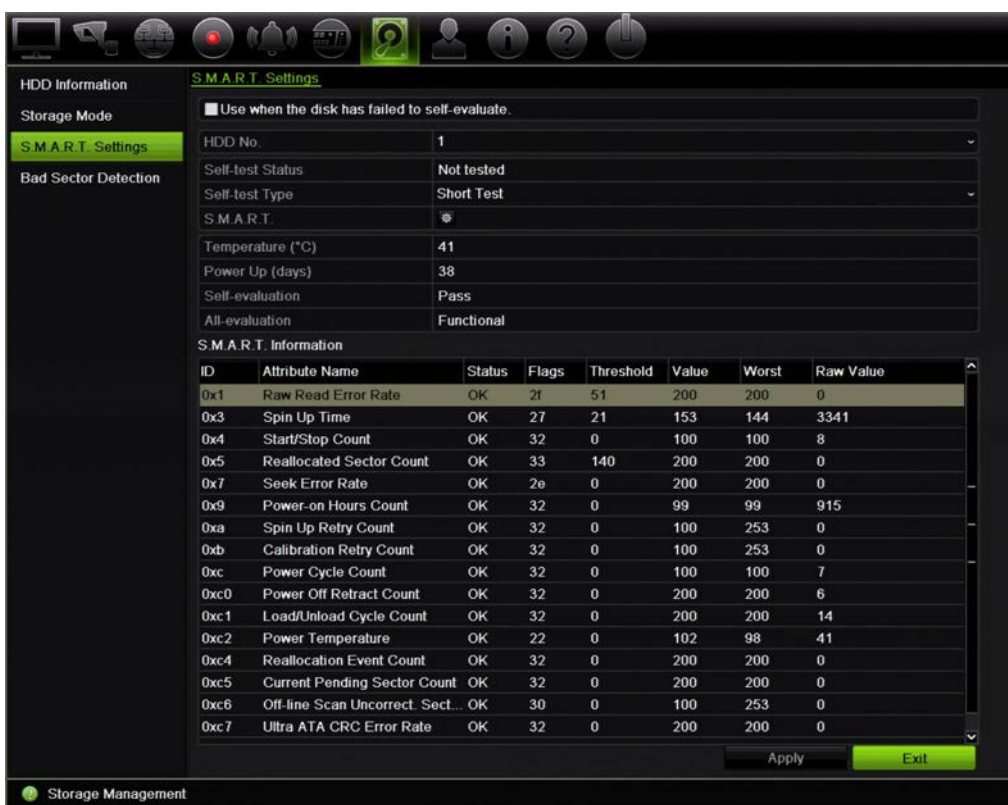 S.M.A.R.T. Settings
HDD Information
Storage Mode
S.M.A.R.T. Settings
Bad Sector Detection
Use when the disk has failed to self-evaluate.
HDD No. 1
Self-test Status Not tested
Self-test Type Short Test
S.M.A.R.T.
Temperature (°C) 41
Power Up (days) 38
Self-evaluation Pass
All-evaluation Functional
S.M.A.R.T. Information
ID Attribute Name Status Flags Threshold Value Worst Raw Value
0x1 Raw Read Error Rate OK 2f 51 200 200 0
0x3 Spin Up Time OK 27 21 153 144 3341
0x4 Start/Stop Count OK 32 0 100 100 8
0x5 Reallocated Sector Count OK 33 140 200 200 0
0x7 Seek Error Rate OK 2e 0 200 200 0
0x9 Power-on Hours Count OK 32 0 99 99 915
0xa Spin Up Retry Count OK 32 0 100 253 0
0xb Calibration Retry Count OK 32 0 100 253 0
0xc Power Cycle Count OK 32 0 100 100 7
0xc0 Power Off Retract Count OK 32 0 200 200 6
0xc1 Load/Unload Cycle Count OK 32 0 200 200 14
0xc2 Power Temperature OK 22 0 102 98 41
0xc4 Reallocation Event Count OK 32 0 200 200 0
0xc5 Current Pending Sector Count OK 32 0 200 200 0
0xc6 Off-line Scan Uncorrect. Sect... OK 30 0 100 253 0
0xc7 Ultra ATA CRC Error Rate OK 32 0 200 200 0
Apply Exit
Storage Management